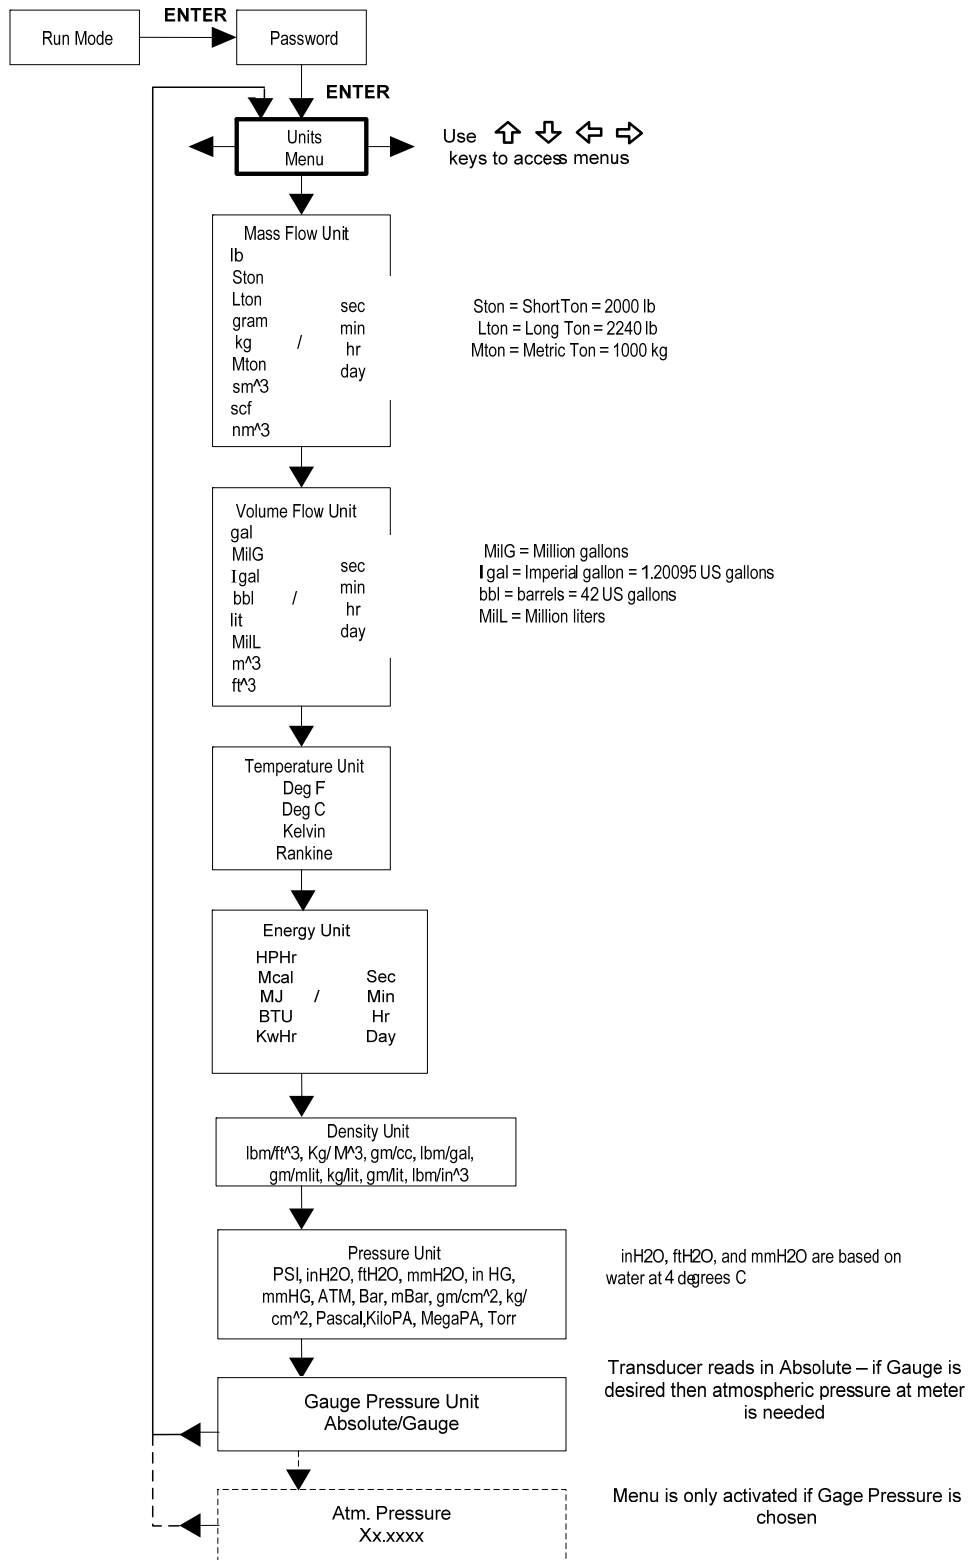 ENTER
Run Mode
Password
ENTER
Units
Menu
Use
keys to access menus
Mass Flow Unit
lb
Ston
Lton
gram
kg
Mton
sm^3
scf
nm^3
/
sec
min
hr
day
Ston = Short Ton = 2000 lb
Lton = Long Ton = 2240 lb
Mton = Metric Ton = 1000 kg
Volume Flow Unit
gal
MilG
Igal
bbl
lit
MilL
m^3
ft^3
/
sec
min
hr
day
MilG = Million gallons
Igal = Imperial gallon = 1.20095 US gallons
bbl = barrels = 42 US gallons
MilL = Million liters
Temperature Unit
Deg F
Deg C
Kelvin
Rankine
Energy Unit
HPHr
Mcal
MJ
BTU
KwHr
/
Sec
Min
Hr
Day
Density Unit
lbm/ft^3, Kg/ M^3, gm/cc, lbm/gal,
gm/mlit, kg/lit, gm/lit, lbm/in^3
Pressure Unit
PSI, inH2O, ftH2O, mmH2O, in HG,
mmHG, ATM, Bar, mBar, gm/cm^2, kg/
cm^2, Pascal,KiloPA, MegaPA, Torr
inH2O, ftH2O, and mmH2O are based on
water at 4 degrees C
Gauge Pressure Unit
Absolute/Gauge
Transducer reads in Absolute – if Gauge is
desired then atmospheric pressure at meter
is needed
Atm. Pressure
Xx.xxxx
Menu is only activated if Gage Pressure is
chosen